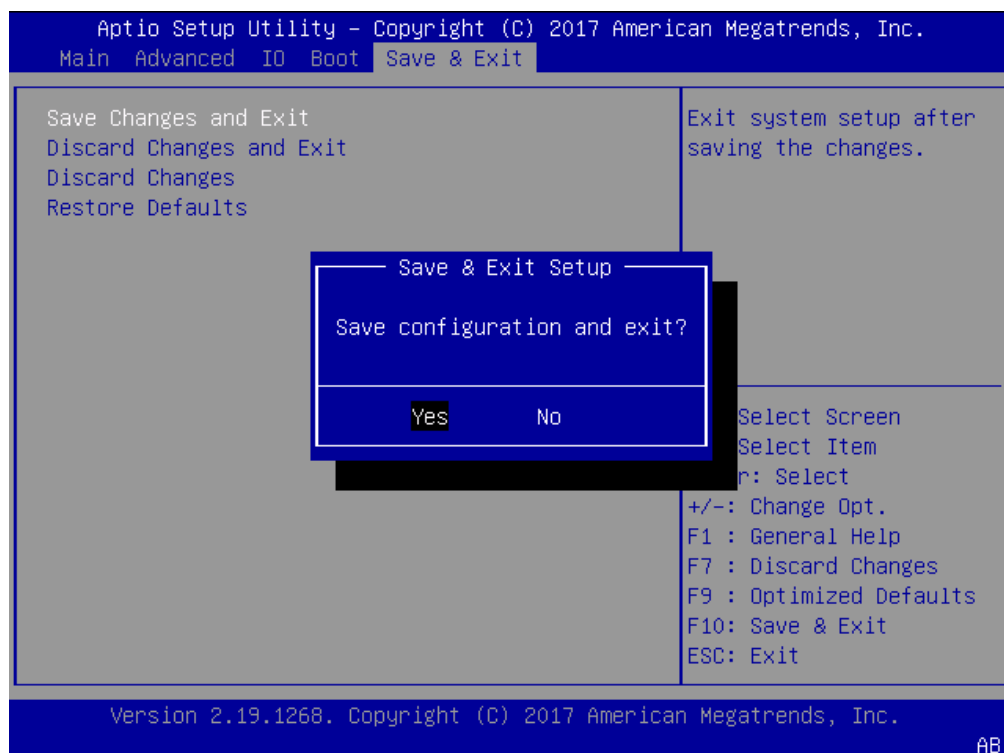 Aptio Setup Utility – Copyright (C) 2017 American Megatrends, Inc.
Main Advanced IO Boot Save & Exit
Save Changes and Exit
Discard Changes and Exit
Discard Changes
Restore Defaults
Exit system setup after
saving the changes.
Save & Exit Setup
Save configuration and exit?
Yes No
Select Screen
Select Item
r: Select
+/-: Change Opt.
F1 : General Help
F7 : Discard Changes
F9 : Optimized Defaults
F10: Save & Exit
ESC: Exit
Version 2.19.1268. Copyright (C) 2017 American Megatrends, Inc.
AB